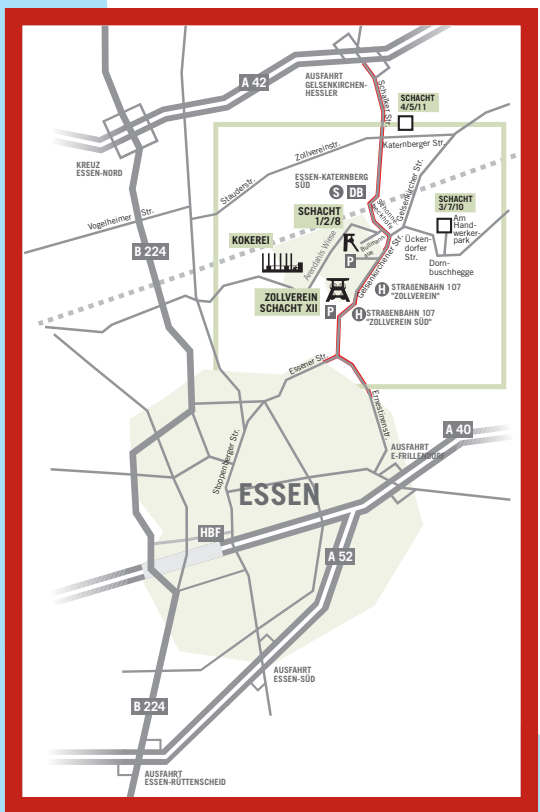 A 42
AUSFAHRT
GELSENKIRCHEN-
HESSLER
Schalker Str.
SCHACHT
4/5/11
KREUZ
ESSEN-NORD
Zollvereinstr.
Katernberger Str.
Stauderstr.
ESSEN-KATERNBERG
SÜD
S
DB
Gelsenkircher Str.
SCHACHT
3/7/10
Am
Hand-
werker-
park
Vogelheimer Str.
SCHACHT
1/2/8
KOKEREI
Arendahls Wiese
Bullmann-
aue
P
Ücken-
dorfer
Str.
Dorn-
buschhegge
B 224
Gelsenkirchener Str.
ZOLLVEREIN
SCHACHT XII
P
H
STRAßENBAHN 107
"ZOLLVEREIN"
H
STRAßENBAHN 107
"ZOLLVEREIN SÜD"
Essener Str.
Ernestinenstr.
Stoppenberger Str.
A 40
AUSFAHRT
E-FRILLENDORF
ESSEN
HBF
A 52
AUSFAHRT
ESSEN-SÜD
B 224
AUSFAHRT
ESSEN-RÜTTENSCHEID